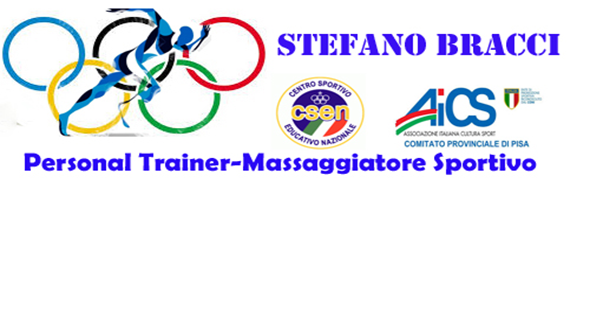 STEFANO BRACCI
CENTRO SPORTIVO
csen
EDUCATIVO NAZIONALE
AiCS
ASSOCIAZIONE ITALIANA CULTURA SPORT
COMITATO PROVINCIALE DI PISA
Personal Trainer-Massaggiatore Sportivo